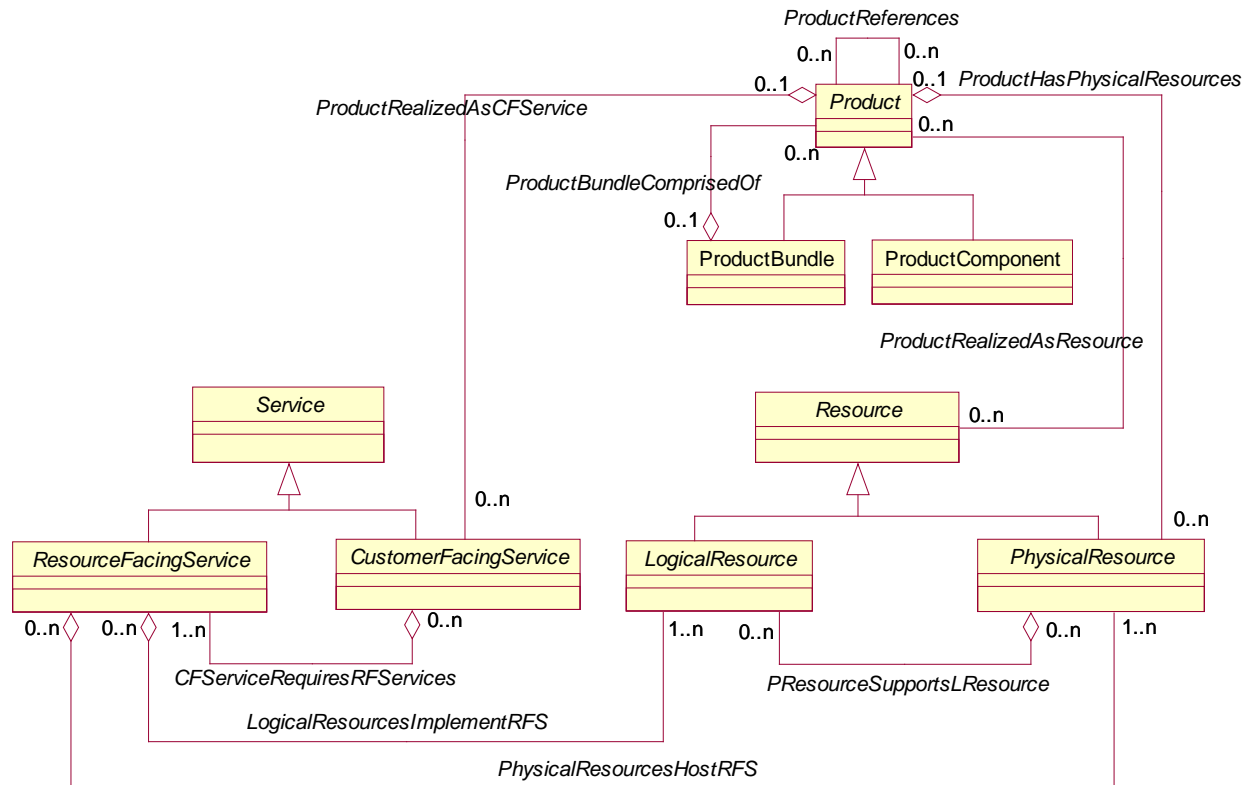 ProductReferences
0..n
0..n
0..1
0..1
ProductHasPhysicalResources
ProductRealizedAsCFService
Product
0..n
0..n
ProductBundleComprisedOf
0..1
ProductBundle
ProductComponent
ProductRealizedAsResource
Service
Resource
0..n
0..n
0..n
ResourceFacingService
CustomerFacingService
LogicalResource
PhysicalResource
0..n
0..n
1..n
0..n
1..n
0..n
0..n
1..n
CFServiceRequiresRFServices
PResourceSupportsLResource
LogicalResourcesImplementRFS
PhysicalResourcesHostRFS